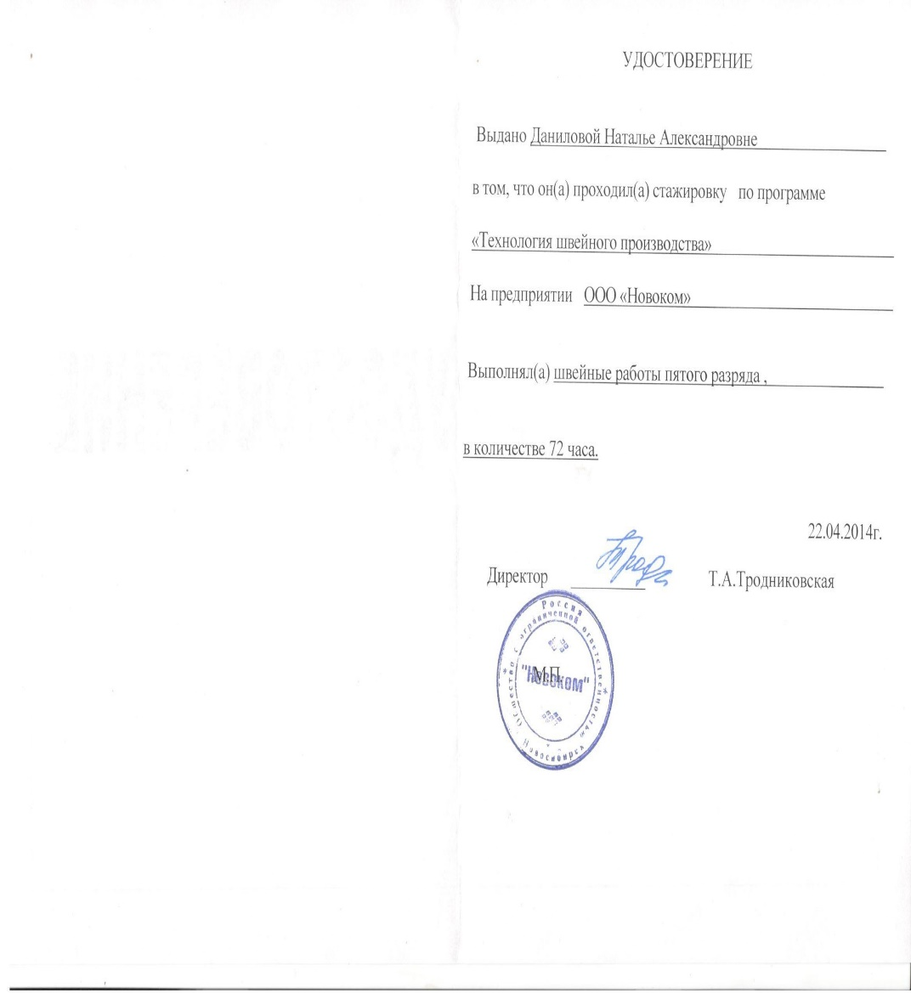 УДОСТОВЕРЕНИЕ
Выдано Даниловой Наталье Александровне
в том, что он(а) проходил(а) стажировку по программе
«Технология швейного производства»
На предприятии ООО «Новоком»
Выполнял(а) швейные работы пятого разряда ,
в количестве 72 часа.
22.04.2014г.
Директор Т.А.Тродниковская
Россия
Общество с ограниченной ответственностью
"Новоком"
М.П.
Новосибирск